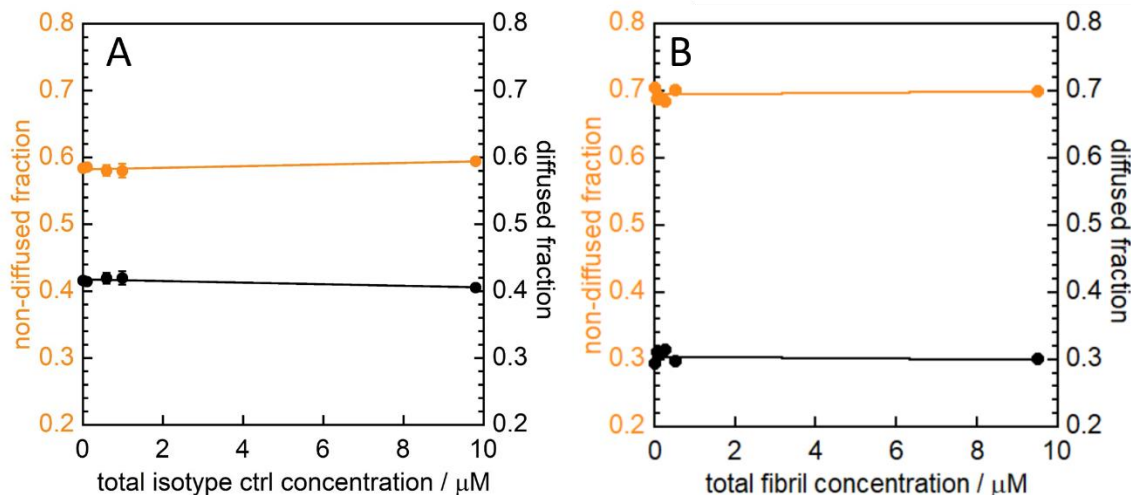 A
0.8
0.7
0.6
0.5
0.4
0.3
0.2
non-diffused fraction
0.8
0.7
0.6
0.5
0.4
0.3
0.2
diffused fraction
0 2 4 6 8 10
total isotype ctrl concentration / μM
B
0.8
0.7
0.6
0.5
0.4
0.3
0.2
non-diffused fraction
0.8
0.7
0.6
0.5
0.4
0.3
0.2
diffused fraction
0 2 4 6 8 10
total fibril concentration / μM